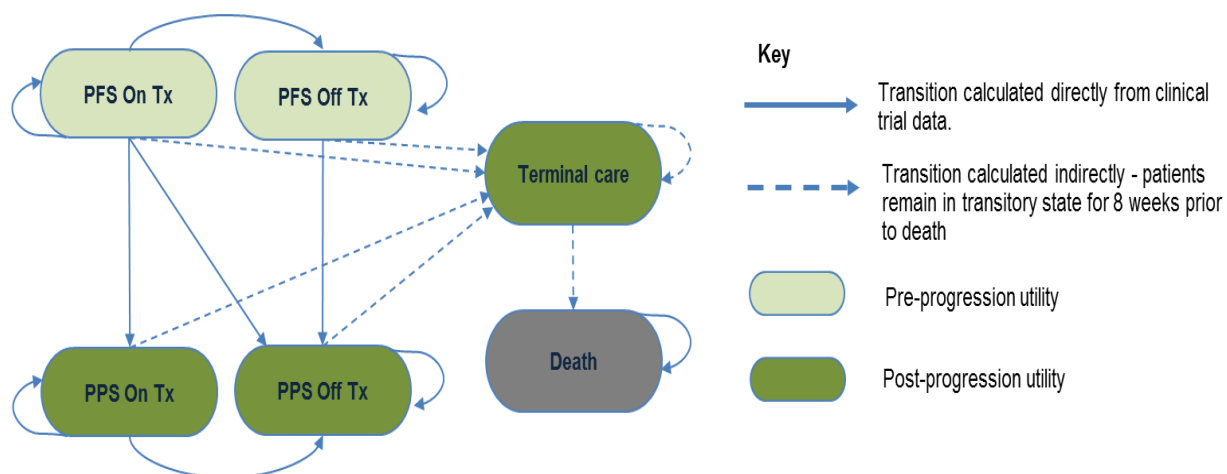 PFS On Tx
PFS Off Tx
Terminal care
PPS On Tx
PPS Off Tx
Death
Key
Transition calculated directly from clinical
trial data.
Transition calculated indirectly - patients
remain in transitory state for 8 weeks prior
to death
Pre-progression utility
Post-progression utility